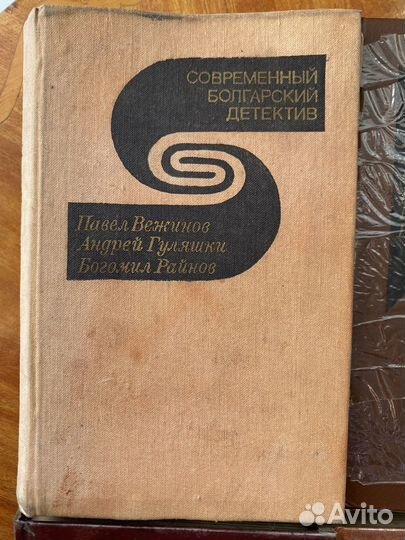 СОВРЕМЕННЫЙ
БОЛГАРСКИЙ
ДЕТЕКТИВ
Павел Вежинов
Андрей Гуляшки
Богомил Райнов
Avito